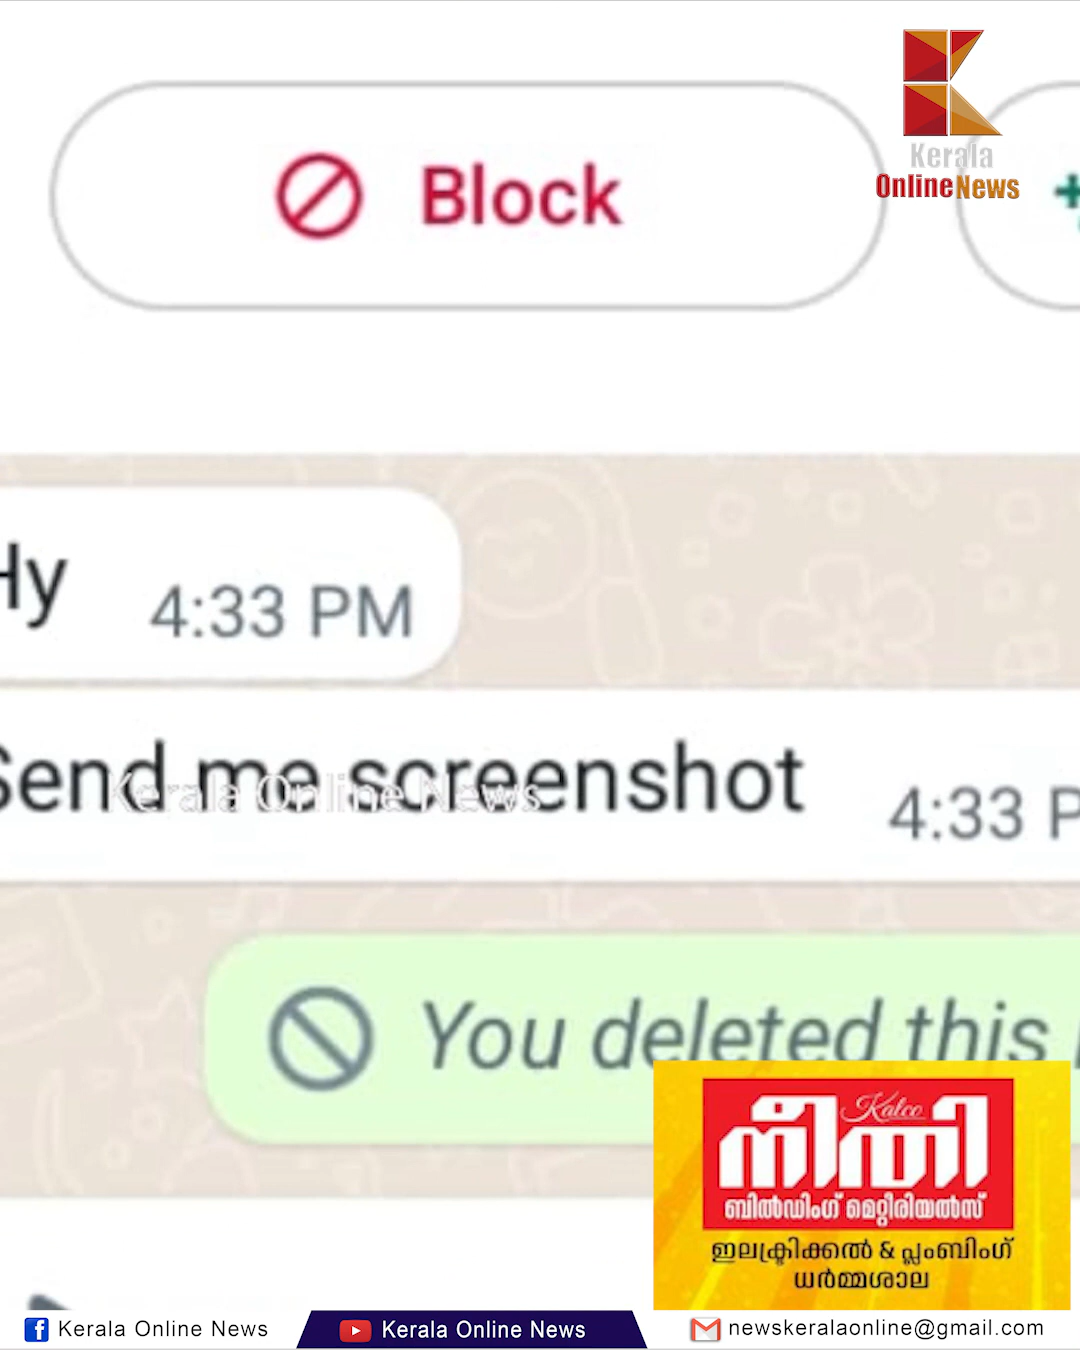 Kerala
OnlineNews
Block
4:33 PM
Send me screenshot
4:33 P
Kerala Online News
You deleted this
Kalco
നീതി
ബിൽഡിംഗ് മെറ്റീരിയൽസ്
ഇലക്ട്രിക്കൽ & പ്ലംബിംഗ്
ധർമ്മശാല
Kerala Online News
Kerala Online News
newskeralaonline@gmail.com